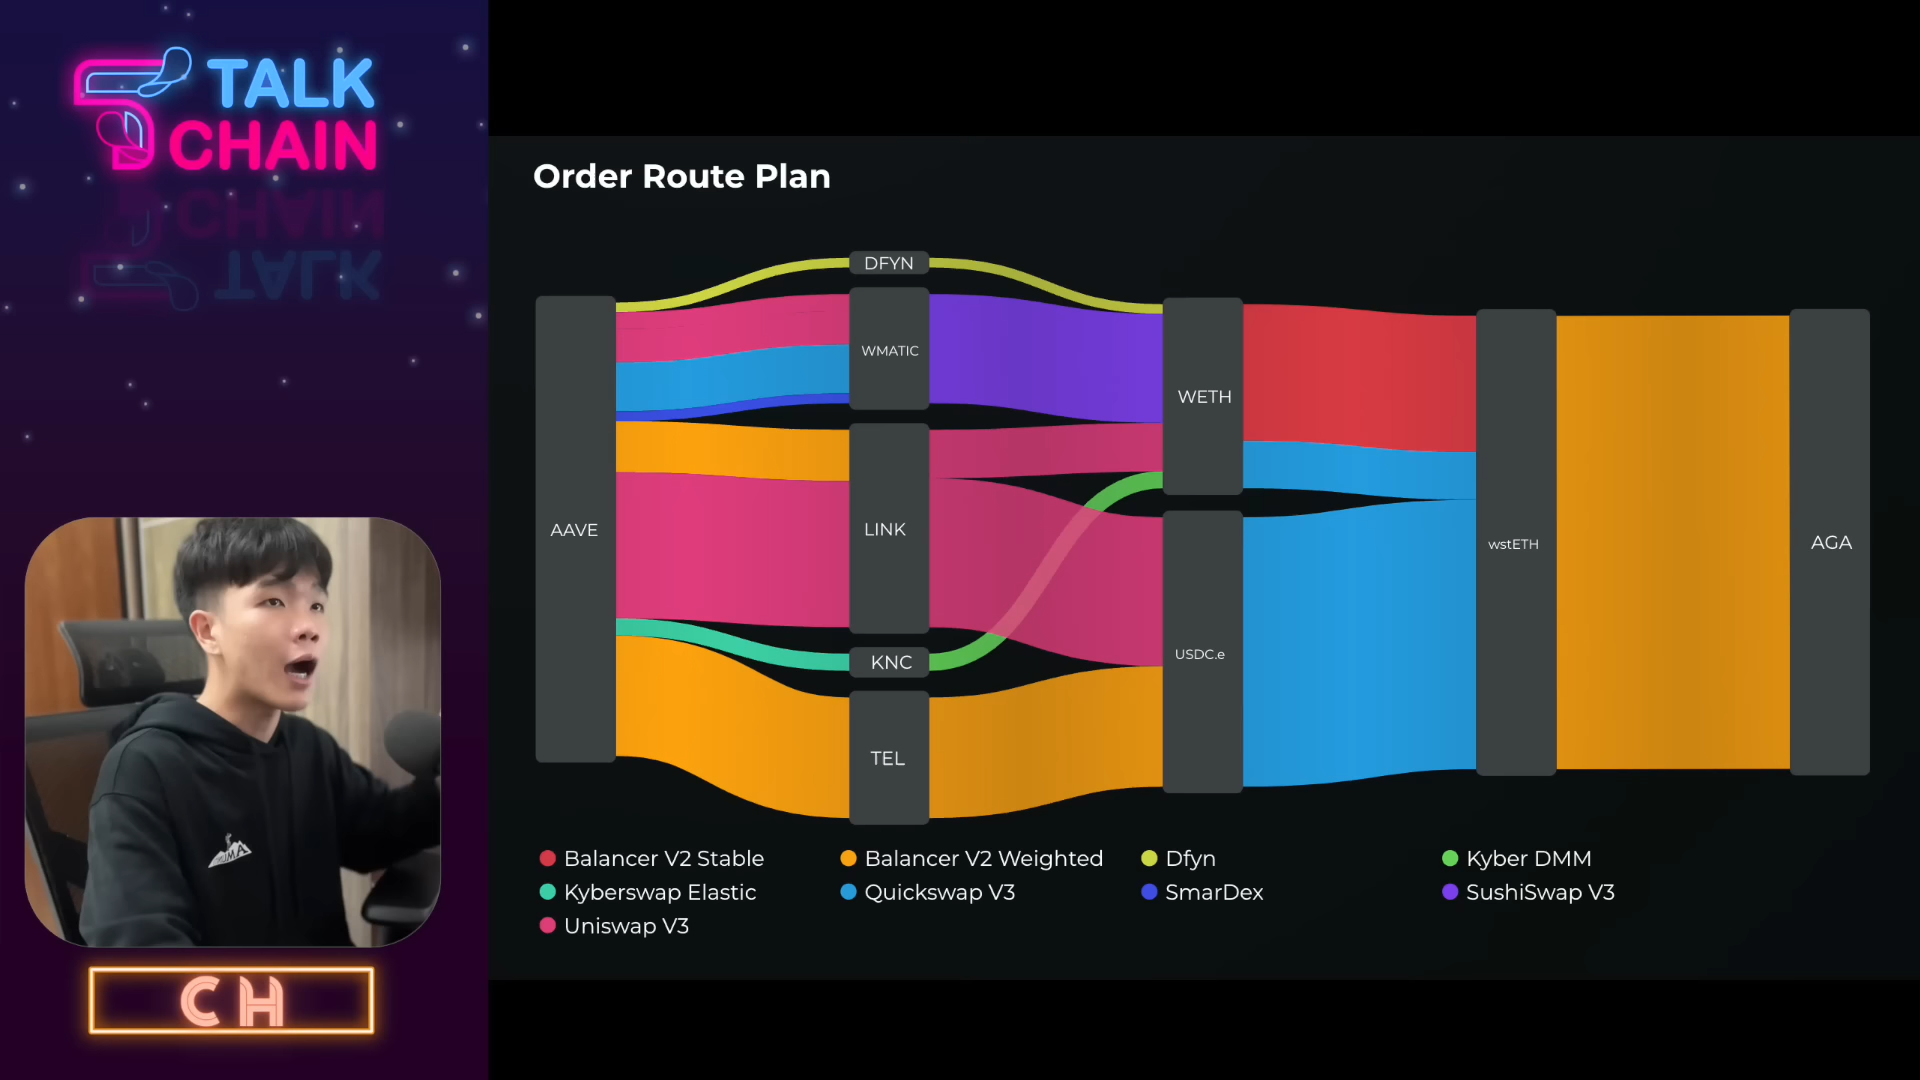 TALK
CHAIN
Order Route Plan
DFYN
WMATIC
WETH
AAVE
LINK
wstETH
AGA
KNC
USDC.e
TEL
Balancer V2 Stable
Balancer V2 Weighted
Dfyn
Kyber DMM
Kyberswap Elastic
Quickswap V3
SmarDex
SushiSwap V3
Uniswap V3
CH